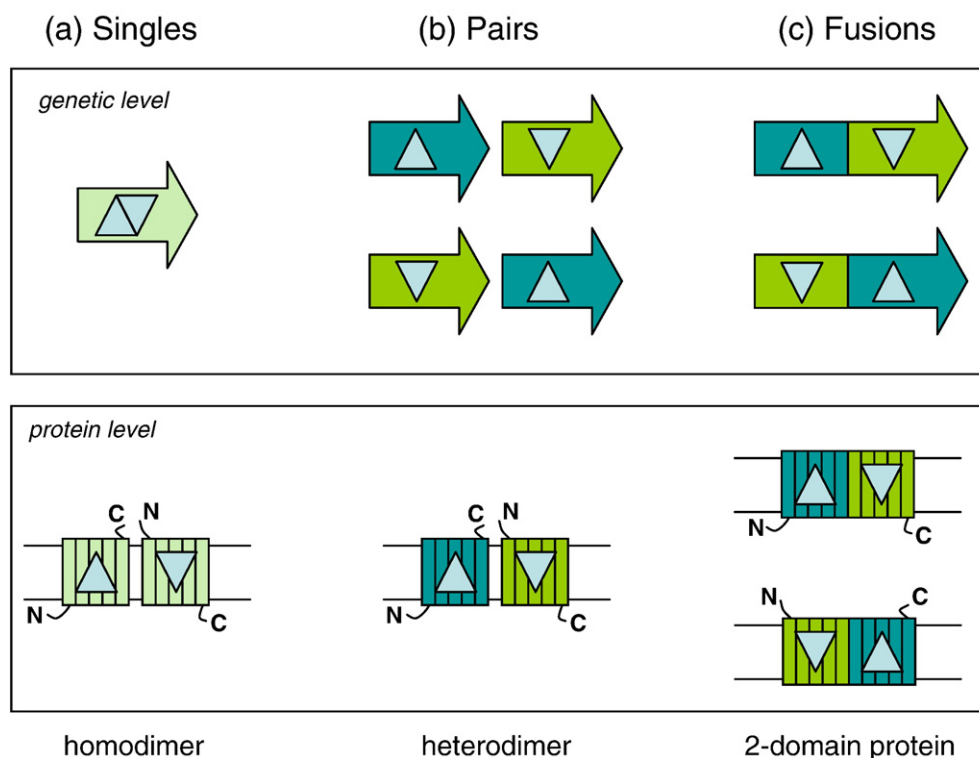 (a) Singles (b) Pairs (c) Fusions
genetic level
protein level
N C N C
N C N C
N C
N C
homodimer heterodimer 2-domain protein